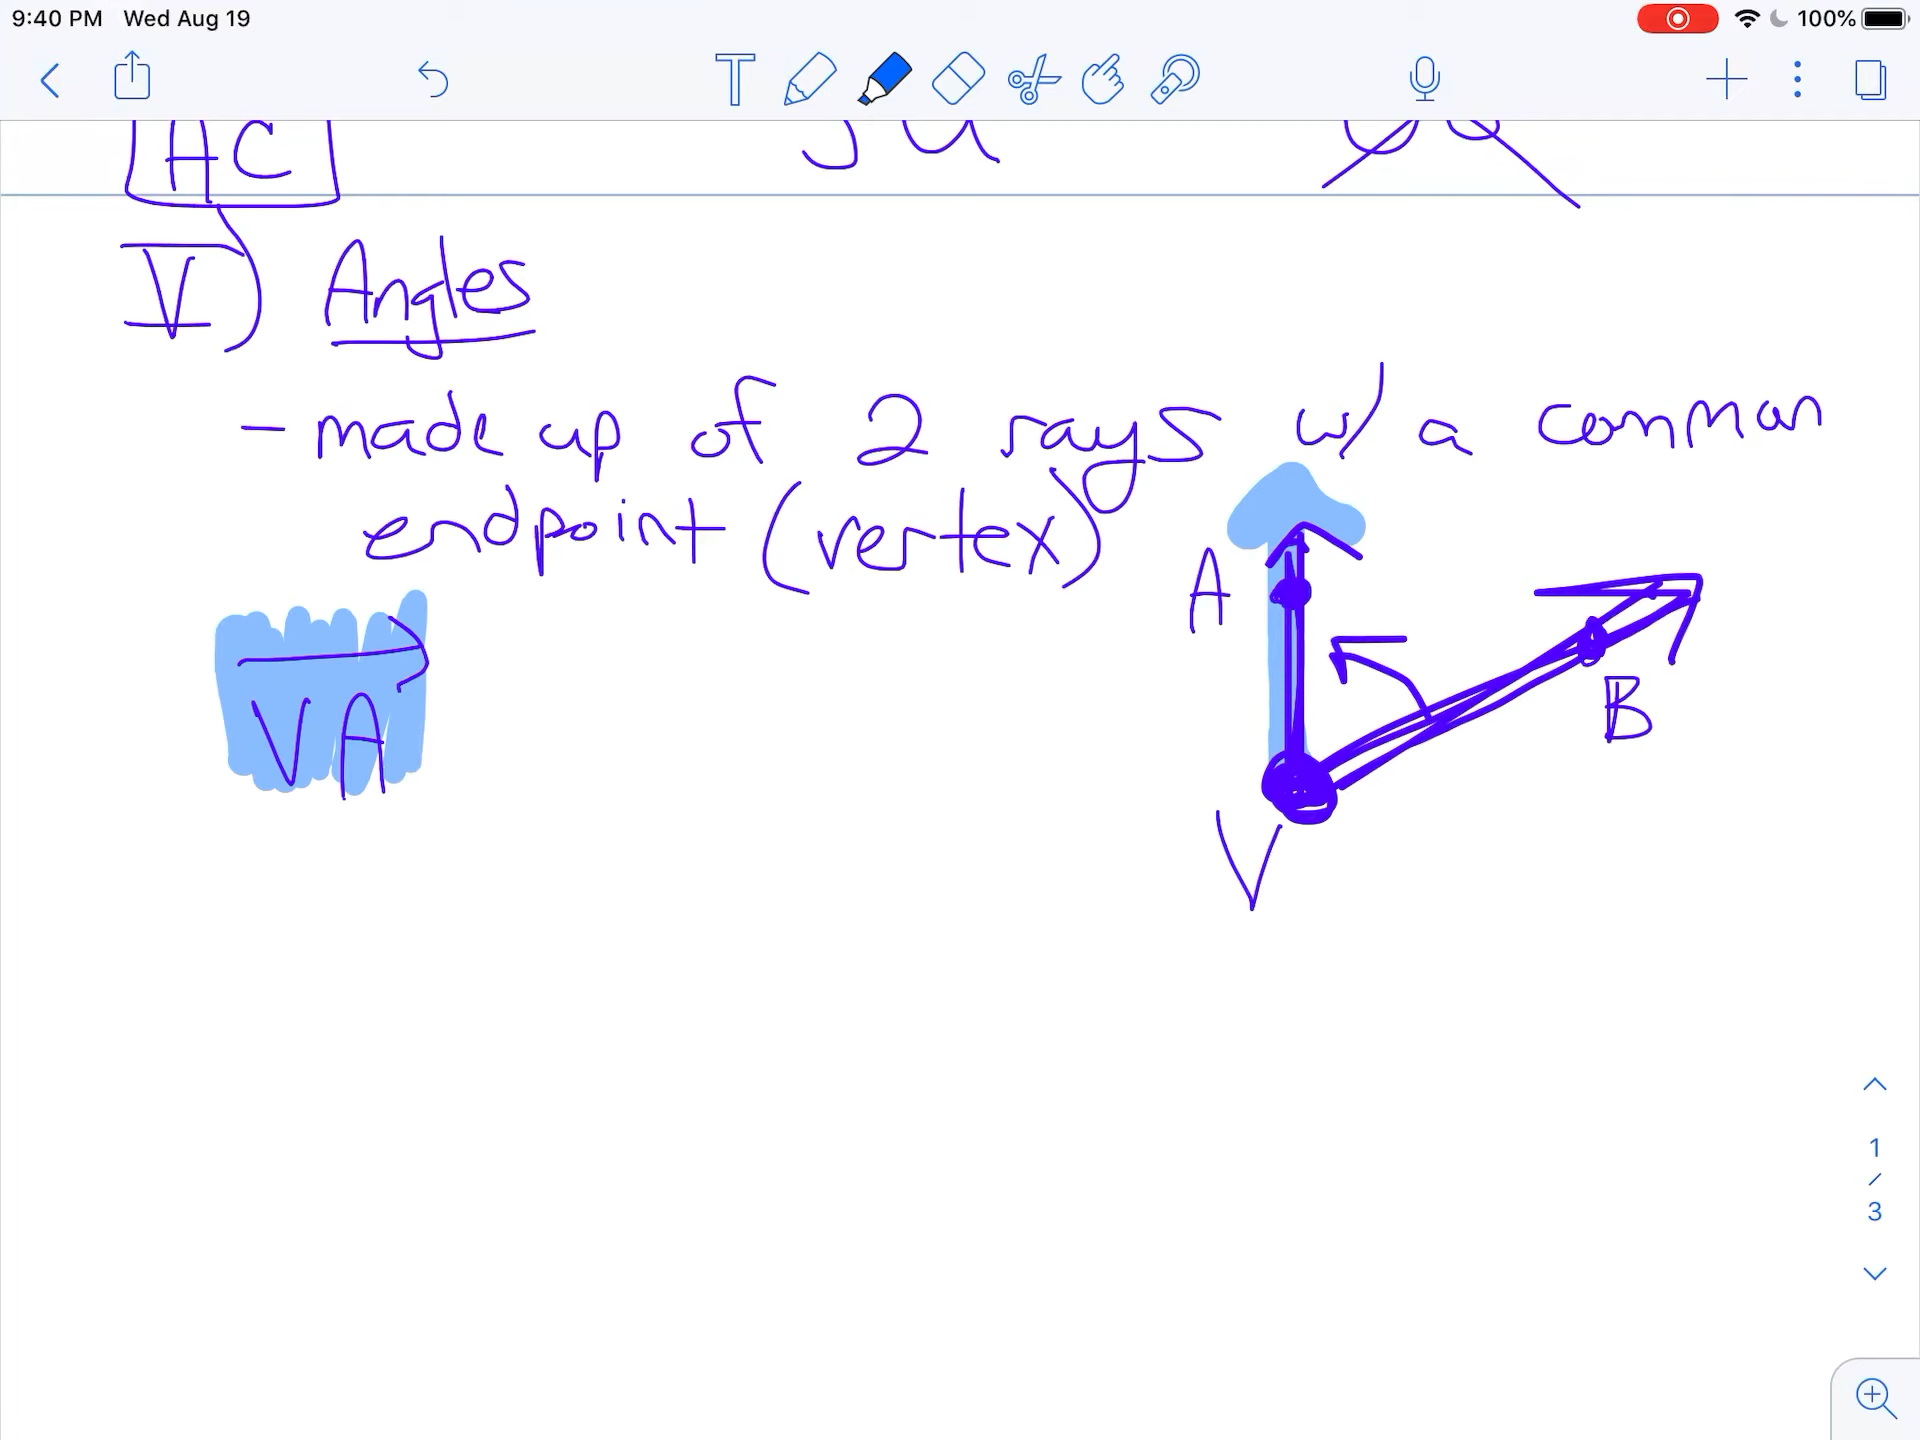 9:40 PM Wed Aug 19
100%
AC
V) Angles
- made up of 2 rays w/ a common
endpoint (vertex)
A
VA
B
V
1
/
3